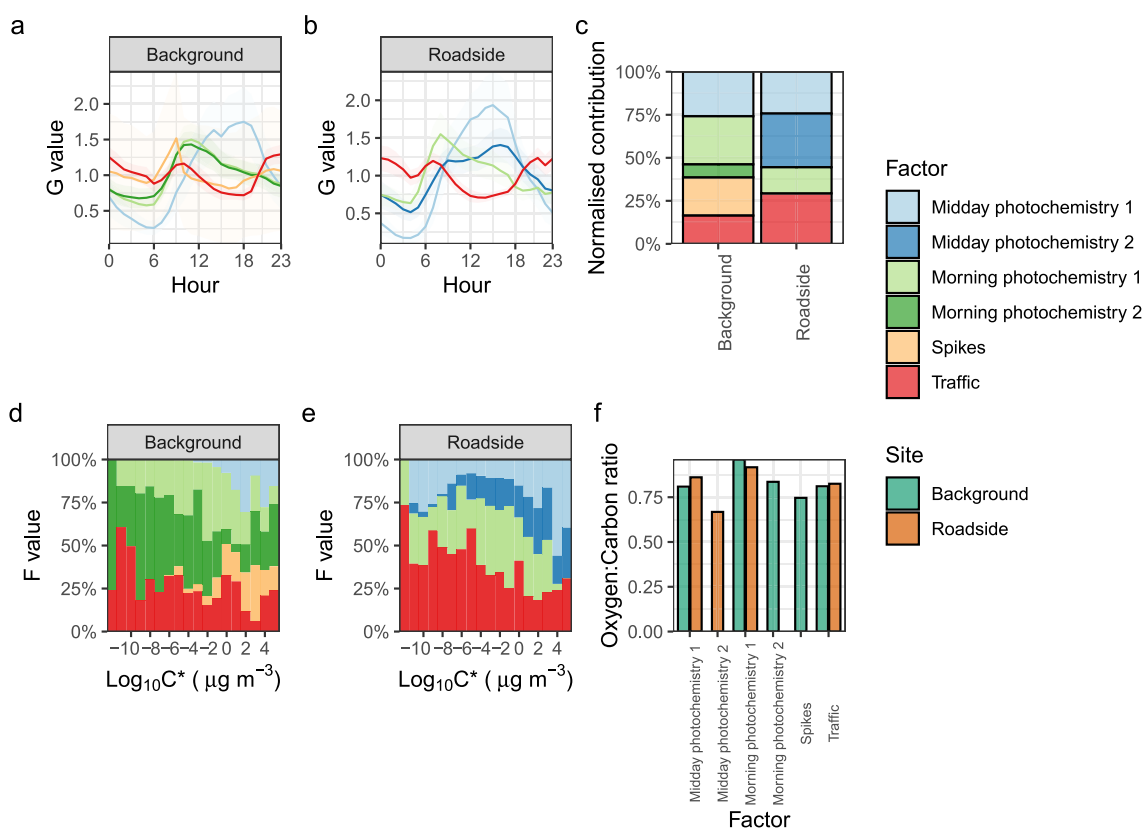 a
Background
G value
2.0
1.5
1.0
0.5
0 6 12 18 23
Hour
b
Roadside
G value
2.0
1.5
1.0
0.5
0 6 12 18 23
Hour
c
Normalised contribution
100%
75%
50%
25%
0%
Background
Roadside
Factor
Midday photochemistry 1
Midday photochemistry 2
Morning photochemistry 1
Morning photochemistry 2
Spikes
Traffic
d
Background
F value
100%
75%
50%
25%
0%
−10 −8 −6 −4 −2 0 2 4
Log₁₀C* ( μg m⁻³)
e
Roadside
F value
100%
75%
50%
25%
0%
−10 −8 −6 −4 −2 0 2 4
Log₁₀C* ( μg m⁻³)
f
Oxygen:Carbon ratio
0.75
0.50
0.25
0.00
Midday photochemistry 1
Midday photochemistry 2
Morning photochemistry 1
Morning photochemistry 2
Spikes
Traffic
Factor
Site
Background
Roadside